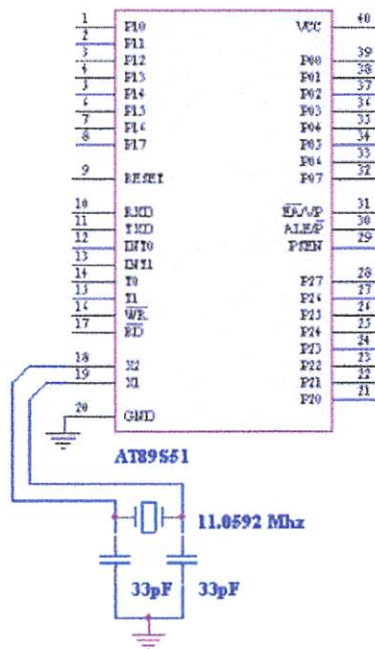 1 P10 VCC 40
2 P11
3 P12 P00 39
4 P13 P01 38
5 P14 P02 37
6 P15 P03 36
7 P16 P04 35
8 P17 P05 34
P06 33
9 RESET P07 32
10 RXD EA/VP 31
11 TXD ALE/P 30
12 INT0 PSEN 29
13 INT1
14 T0 P27 28
15 T1 P26 27
16 WR P25 26
17 RD P24 25
P23 24
18 X2 P22 23
19 X1 P21 22
P20 21
20 GND
AT89S51
11.0592 Mhz
33pF 33pF